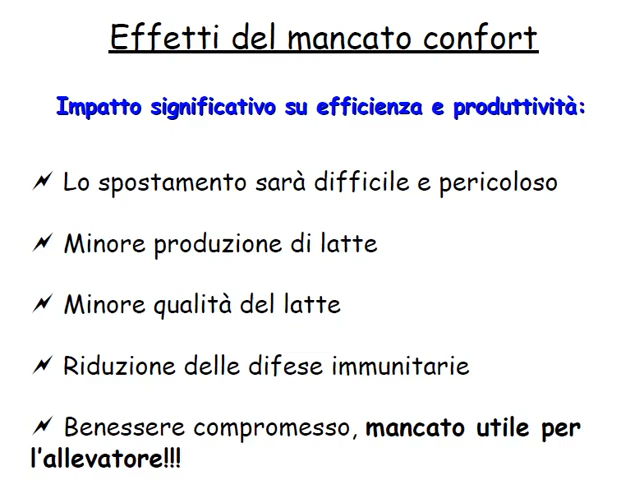 Effetti del mancato confort
Impatto significativo su efficienza e produttività:
Lo spostamento sarà difficile e pericoloso
Minore produzione di latte
Minore qualità del latte
Riduzione delle difese immunitarie
Benessere compromesso, mancato utile per
l'allevatore!!!